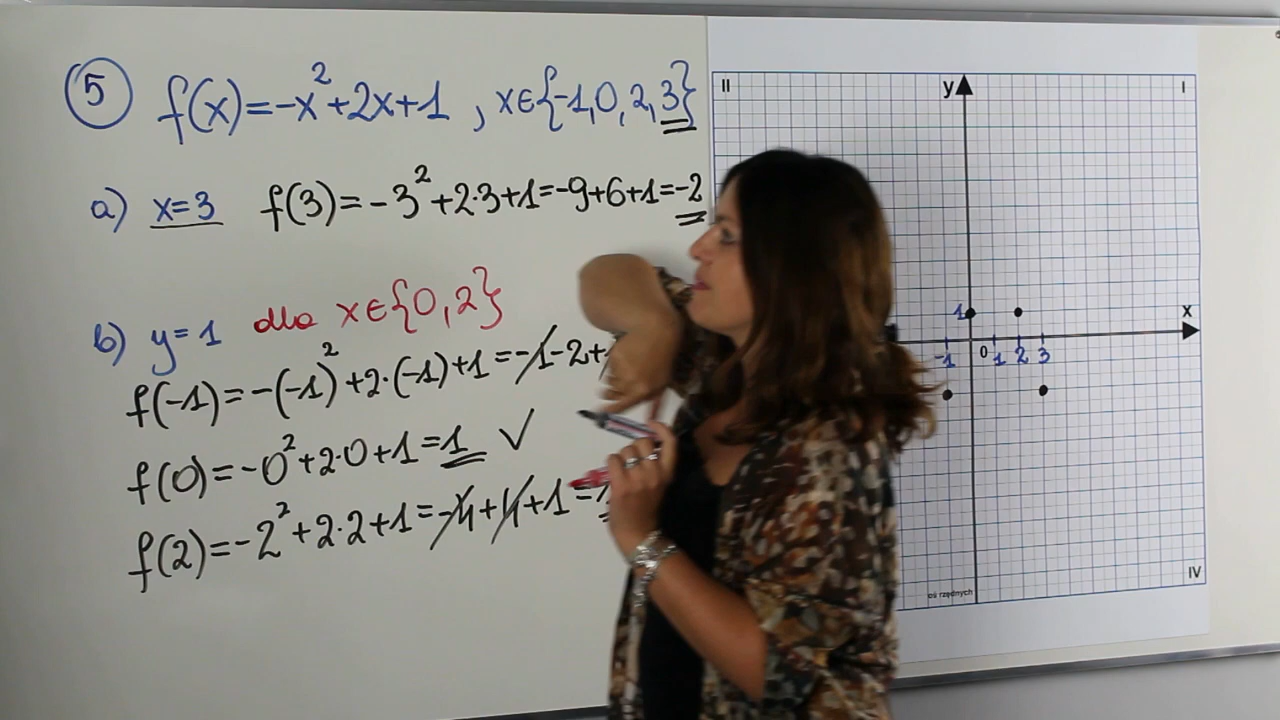 5 f(x)=-x²+2x+1 , x∈{-1,0,2,3}
a) x=3 f(3)=-3²+2·3+1=-9+6+1=-2
b) y=1 dla x∈{0,2}
f(-1)=-(-1)²+2·(-1)+1=-1-2+
f(0)=-0²+2·0+1=1 ✓
f(2)=-2²+2·2+1=-4+4+1=
II y I
1 x
-1 0 1 2 3
IV
oś rzędnych